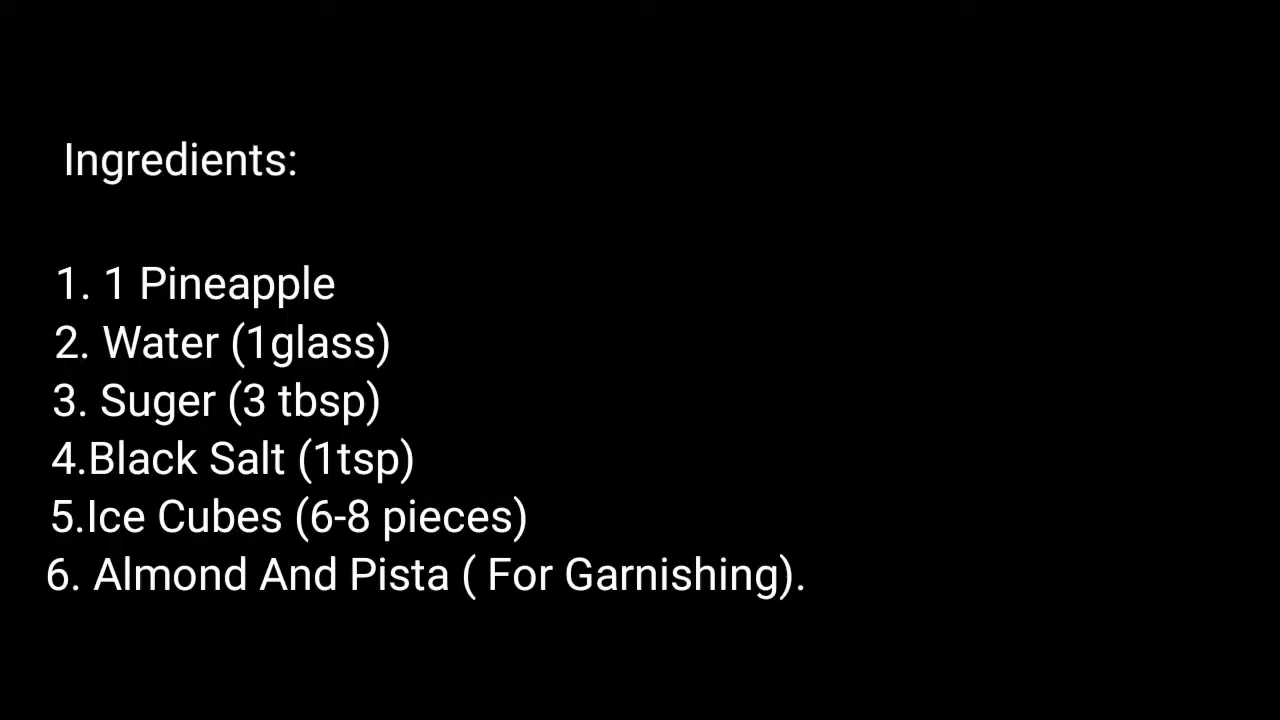 Ingredients:
1. 1 Pineapple
2. Water (1glass)
3. Suger (3 tbsp)
4.Black Salt (1tsp)
5.Ice Cubes (6-8 pieces)
6. Almond And Pista ( For Garnishing).